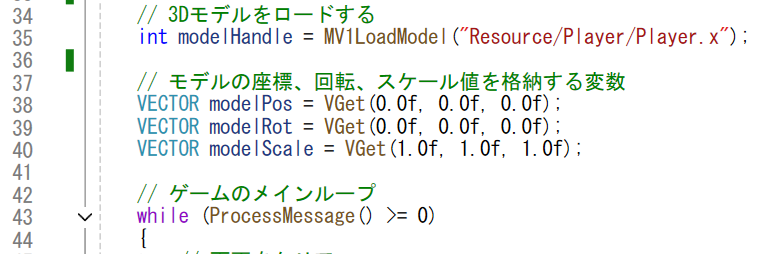 34 // 3Dモデルをロードする
35 int modelHandle = MV1LoadModel("Resource/Player/Player.x");
36
37 // モデルの座標、回転、スケール値を格納する変数
38 VECTOR modelPos = VGet(0.0f, 0.0f, 0.0f);
39 VECTOR modelRot = VGet(0.0f, 0.0f, 0.0f);
40 VECTOR modelScale = VGet(1.0f, 1.0f, 1.0f);
41
42 // ゲームのメインループ
43 while (ProcessMessage() >= 0)
44 {